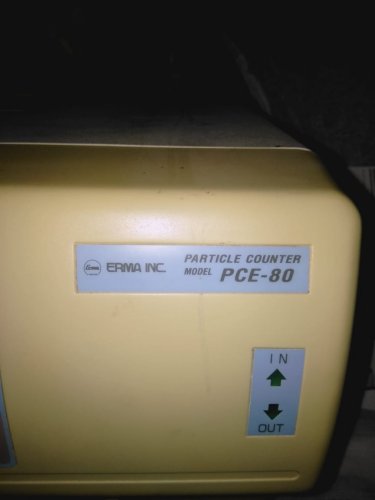 ERMA INC.
PARTICLE COUNTER
MODEL PCE-80
IN
OUT